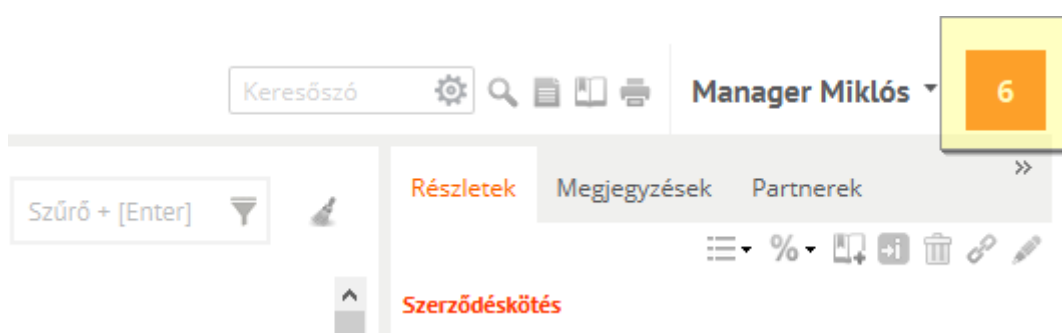 Keresőszó
Manager Miklós
6
Részletek Megjegyzések Partnerek
Szűrő + [Enter]
%
Szerződéskötés